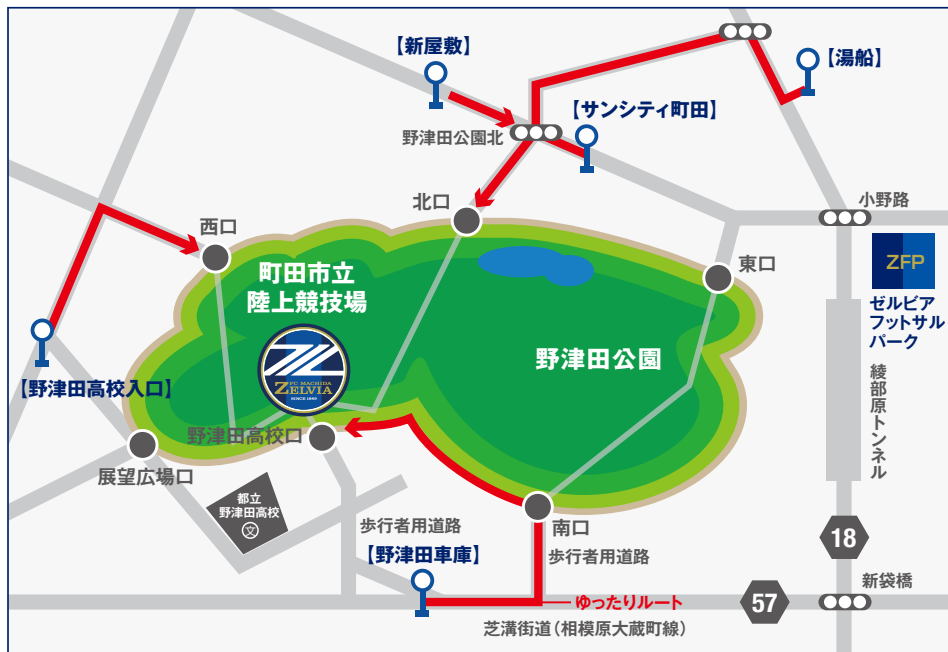 【新屋敷】
【湯船】
【サンシティ町田】
野津田公園北
北口
小野路
西口
町田市立
陸上競技場
東口
ZFP
ゼルビア
フットサル
パーク
野津田公園
綾部原トンネル
【野津田高校入口】
FC MACHIDA
ZELVIA
SINCE 1989
野津田高校口
展望広場口
都立
野津田高校
文
歩行者用道路
南口
18
【野津田車庫】
歩行者用道路
新袋橋
ゆったりルート
57
芝溝街道(相模原大蔵町線)